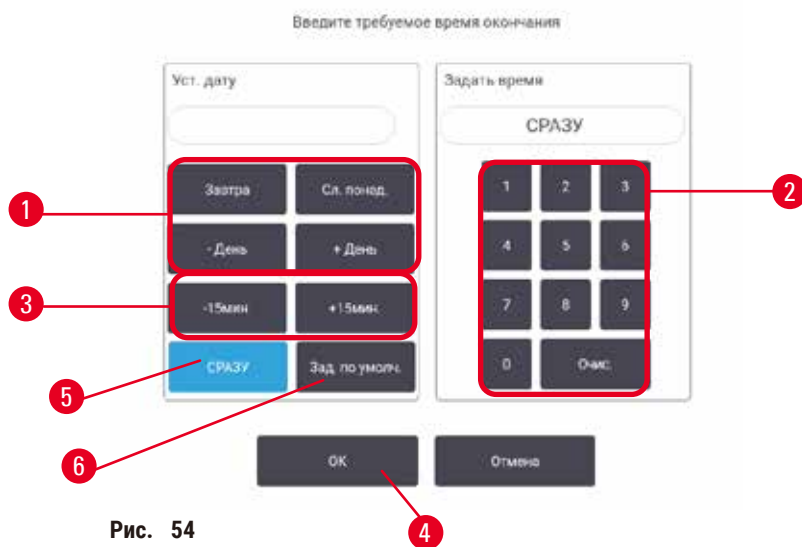 Введите требуемое время окончания
Уст. дату
Задать время
СРАЗУ
Завтра Сл. понед.
1 2 3
1
2
- День + День
4 5 6
3
-15мин +15мин.
7 8 9
СРАЗУ Зад. по умолч.
0 Очис.
5
6
ОК Отмена
4
Рис. 54